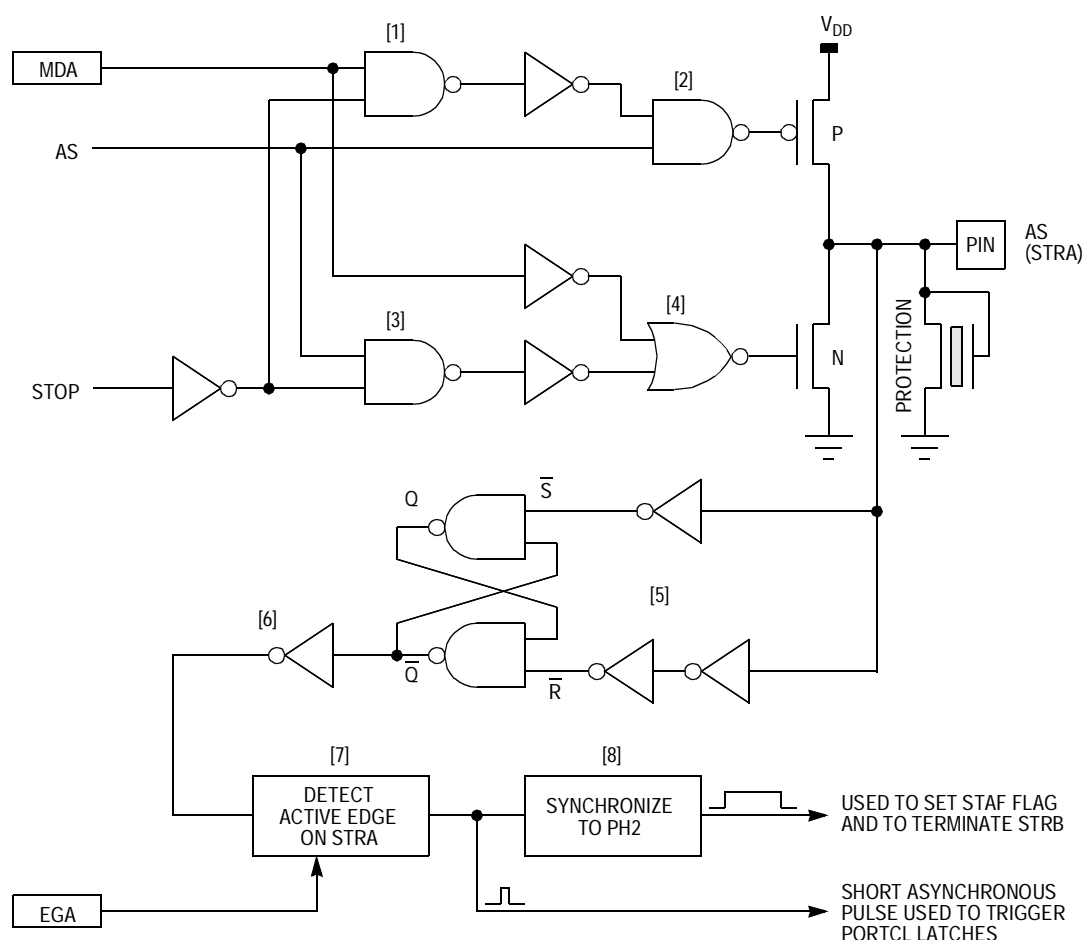 V_DD
[1]
MDA
[2]
P
AS
PIN
AS
(STRA)
[3]
[4]
N
PROTECTION
STOP
Q
S̅
[5]
[6]
Q̅
R̅
[7]
[8]
DETECT
ACTIVE EDGE
ON STRA
SYNCHRONIZE
TO PH2
USED TO SET STAF FLAG
AND TO TERMINATE STRB
EGA
SHORT ASYNCHRONOUS
PULSE USED TO TRIGGER
PORTCL LATCHES